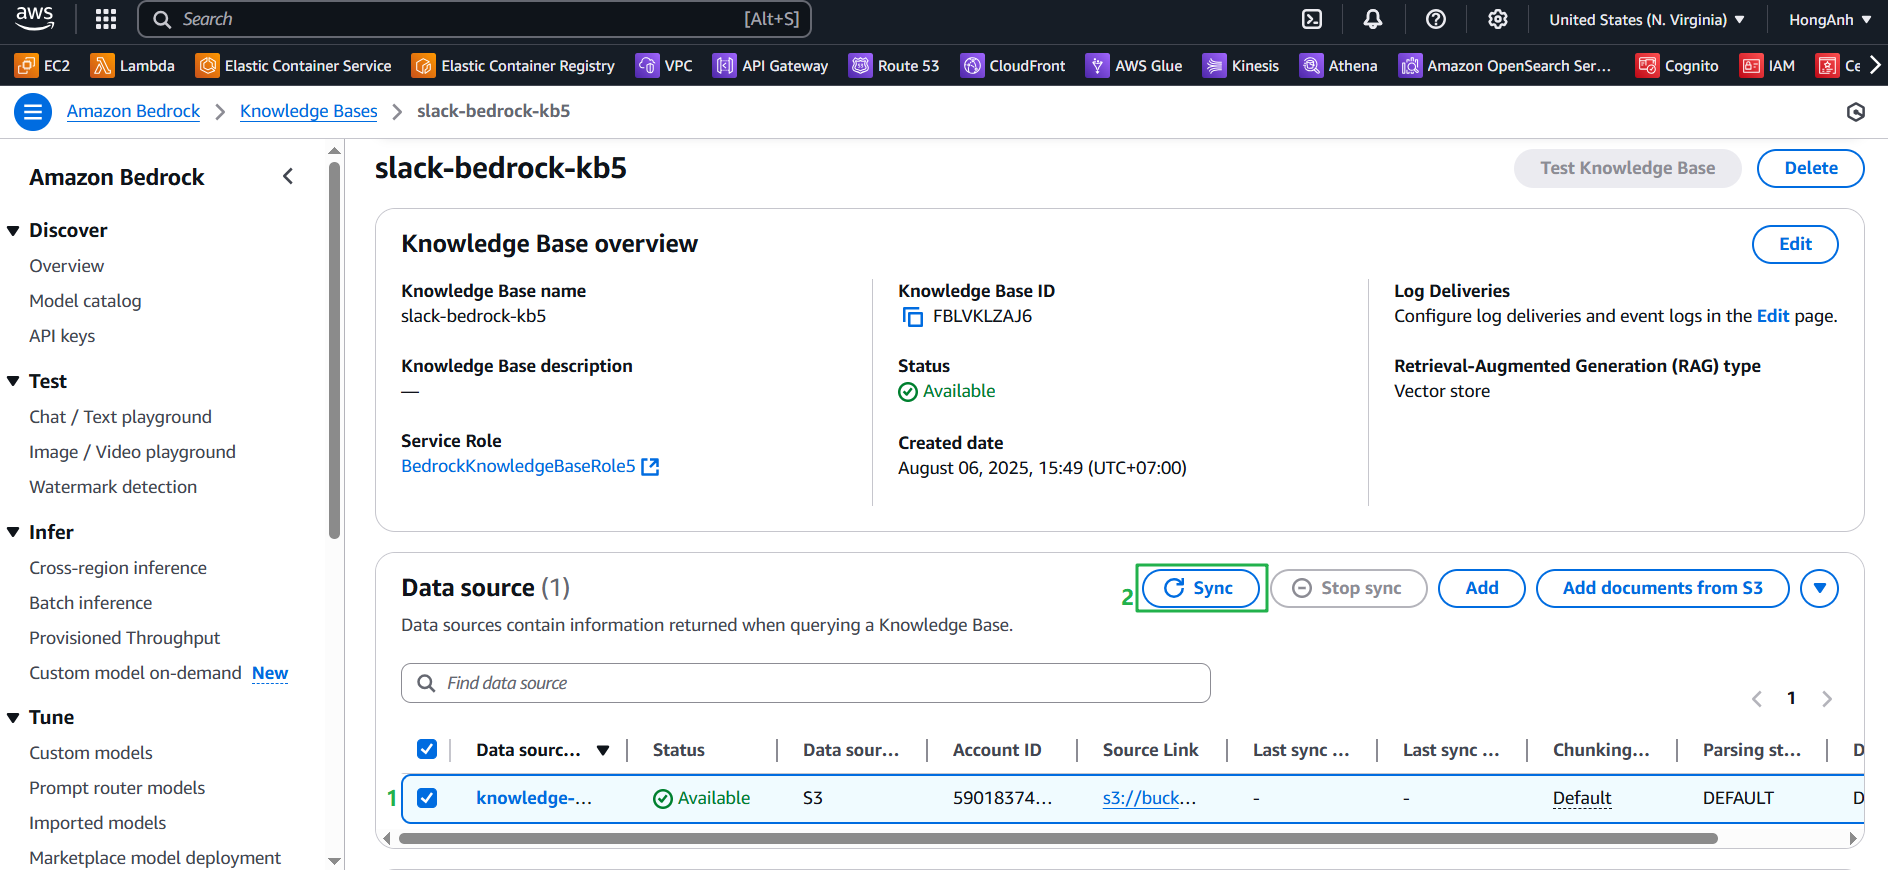 aws Search [Alt+S] United States (N. Virginia) HongAnh
EC2 Lambda Elastic Container Service Elastic Container Registry VPC API Gateway Route 53 CloudFront AWS Glue Kinesis Athena Amazon OpenSearch Ser... Cognito IAM Ce
Amazon Bedrock Knowledge Bases slack-bedrock-kb5
Amazon Bedrock
Discover
Overview
Model catalog
API keys
Test
Chat / Text playground
Image / Video playground
Watermark detection
Infer
Cross-region inference
Batch inference
Provisioned Throughput
Custom model on-demand New
Tune
Custom models
Prompt router models
Imported models
Marketplace model deployment
slack-bedrock-kb5 Test Knowledge Base Delete
Knowledge Base overview Edit
Knowledge Base name
slack-bedrock-kb5
Knowledge Base description
—
Service Role
BedrockKnowledgeBaseRole5
Knowledge Base ID
FBLVKLZAJ6
Status
Available
Created date
August 06, 2025, 15:49 (UTC+07:00)
Log Deliveries
Configure log deliveries and event logs in the Edit page.
Retrieval-Augmented Generation (RAG) type
Vector store
Data source (1) 2 Sync Stop sync Add Add documents from S3
Data sources contain information returned when querying a Knowledge Base.
Find data source
1
Data sourc... Status Data sour... Account ID Source Link Last sync ... Last sync ... Chunking... Parsing st... D
1 knowledge-... Available S3 59018374... s3://buck... - - Default DEFAULT D